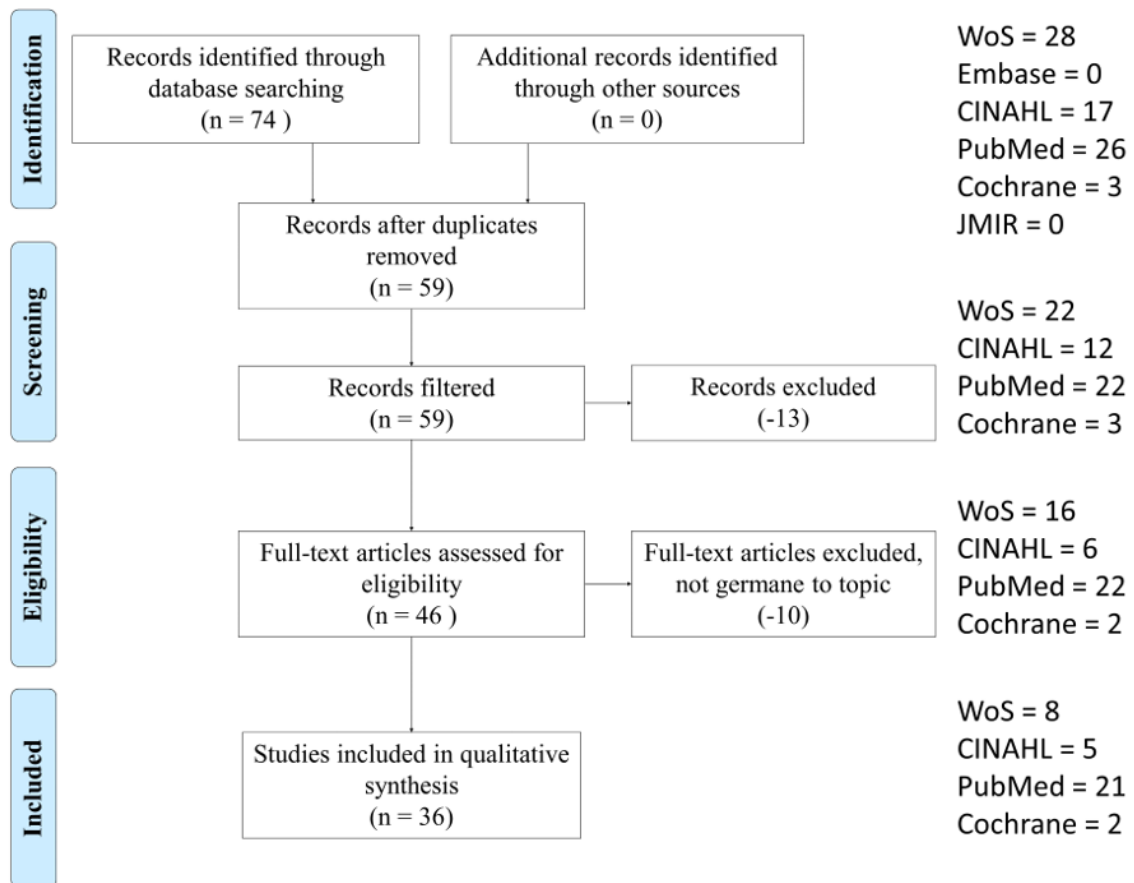 Identification
Records identified through
database searching
(n = 74 )
Additional records identified
through other sources
(n = 0)
WoS = 28
Embase = 0
CINAHL = 17
PubMed = 26
Cochrane = 3
JMIR = 0
Records after duplicates
removed
(n = 59)
Screening
Records filtered
(n = 59)
Records excluded
(-13)
WoS = 22
CINAHL = 12
PubMed = 22
Cochrane = 3
Eligibility
Full-text articles assessed for
eligibility
(n = 46 )
Full-text articles excluded,
not germane to topic
(-10)
WoS = 16
CINAHL = 6
PubMed = 22
Cochrane = 2
Included
Studies included in qualitative
synthesis
(n = 36)
WoS = 8
CINAHL = 5
PubMed = 21
Cochrane = 2